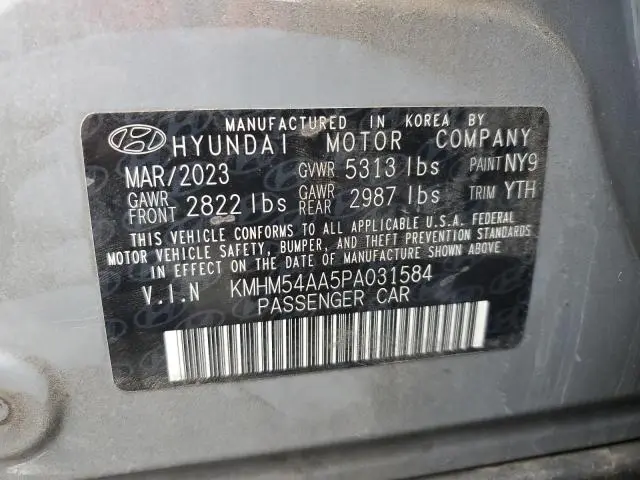 MANUFACTURED IN KOREA BY
HYUNDAI MOTOR COMPANY
MAR/2023 GVWR 5313 lbs PAINT NY9
GAWR FRONT 2822 lbs GAWR REAR 2987 lbs TRIM YTH
THIS VEHICLE CONFORMS TO ALL APPLICABLE U.S.A. FEDERAL
MOTOR VEHICLE SAFETY, BUMPER, AND THEFT PREVENTION STANDARDS
IN EFFECT ON THE DATE OF MANUFACTURE SHOWN ABOVE.
V.I.N KMHM54AA5PA031584
PASSENGER CAR